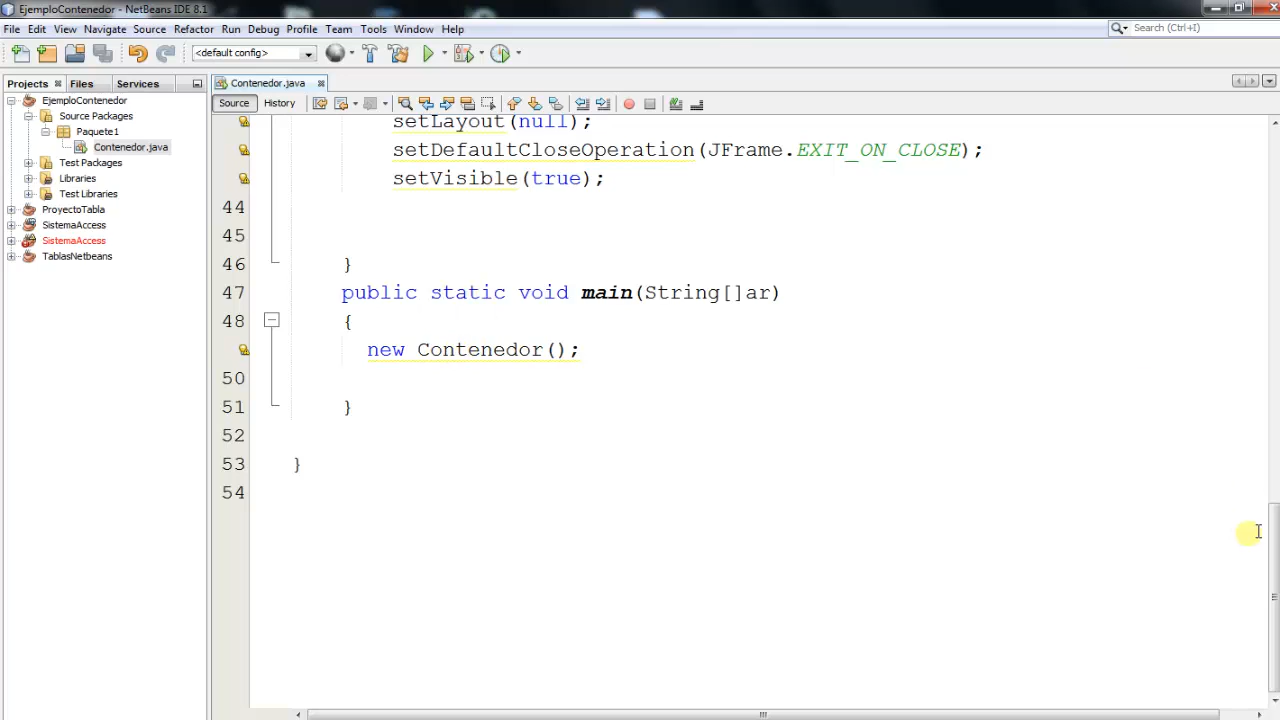 EjemploContenedor - NetBeans IDE 8.1
File Edit View Navigate Source Refactor Run Debug Profile Team Tools Window Help
Search (Ctrl+I)
<default config>
Projects Files Services
Contenedor.java
EjemploContenedor
Source Packages
Paquete1
Contenedor.java
Test Packages
Libraries
Test Libraries
ProyectoTabla
SistemaAccess
SistemaAccess
TablasNetbeans
Source History
setLayout(null);
setDefaultCloseOperation(JFrame.EXIT_ON_CLOSE);
setVisible(true);
44
45
46 }
47 public static void main(String[]ar)
48 {
new Contenedor();
50
51 }
52
53 }
54